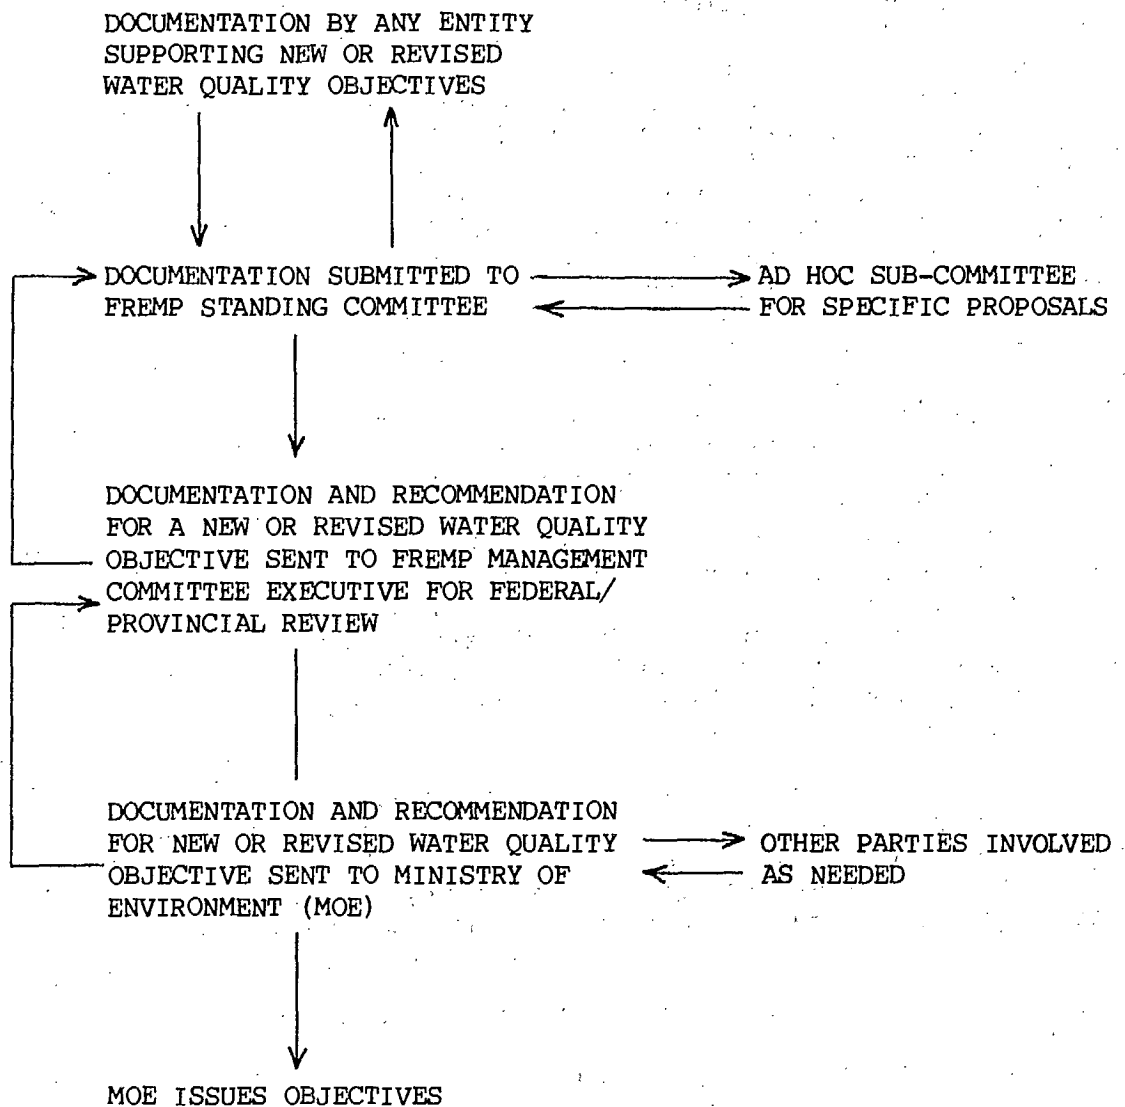 DOCUMENTATION BY ANY ENTITY
SUPPORTING NEW OR REVISED
WATER QUALITY OBJECTIVES
DOCUMENTATION SUBMITTED TO
FREMP STANDING COMMITTEE
AD HOC SUB-COMMITTEE
FOR SPECIFIC PROPOSALS
DOCUMENTATION AND RECOMMENDATION
FOR A NEW OR REVISED WATER QUALITY
OBJECTIVE SENT TO FREMP MANAGEMENT
COMMITTEE EXECUTIVE FOR FEDERAL/
PROVINCIAL REVIEW
DOCUMENTATION AND RECOMMENDATION
FOR NEW OR REVISED WATER QUALITY
OBJECTIVE SENT TO MINISTRY OF
ENVIRONMENT (MOE)
OTHER PARTIES INVOLVED
AS NEEDED
MOE ISSUES OBJECTIVES